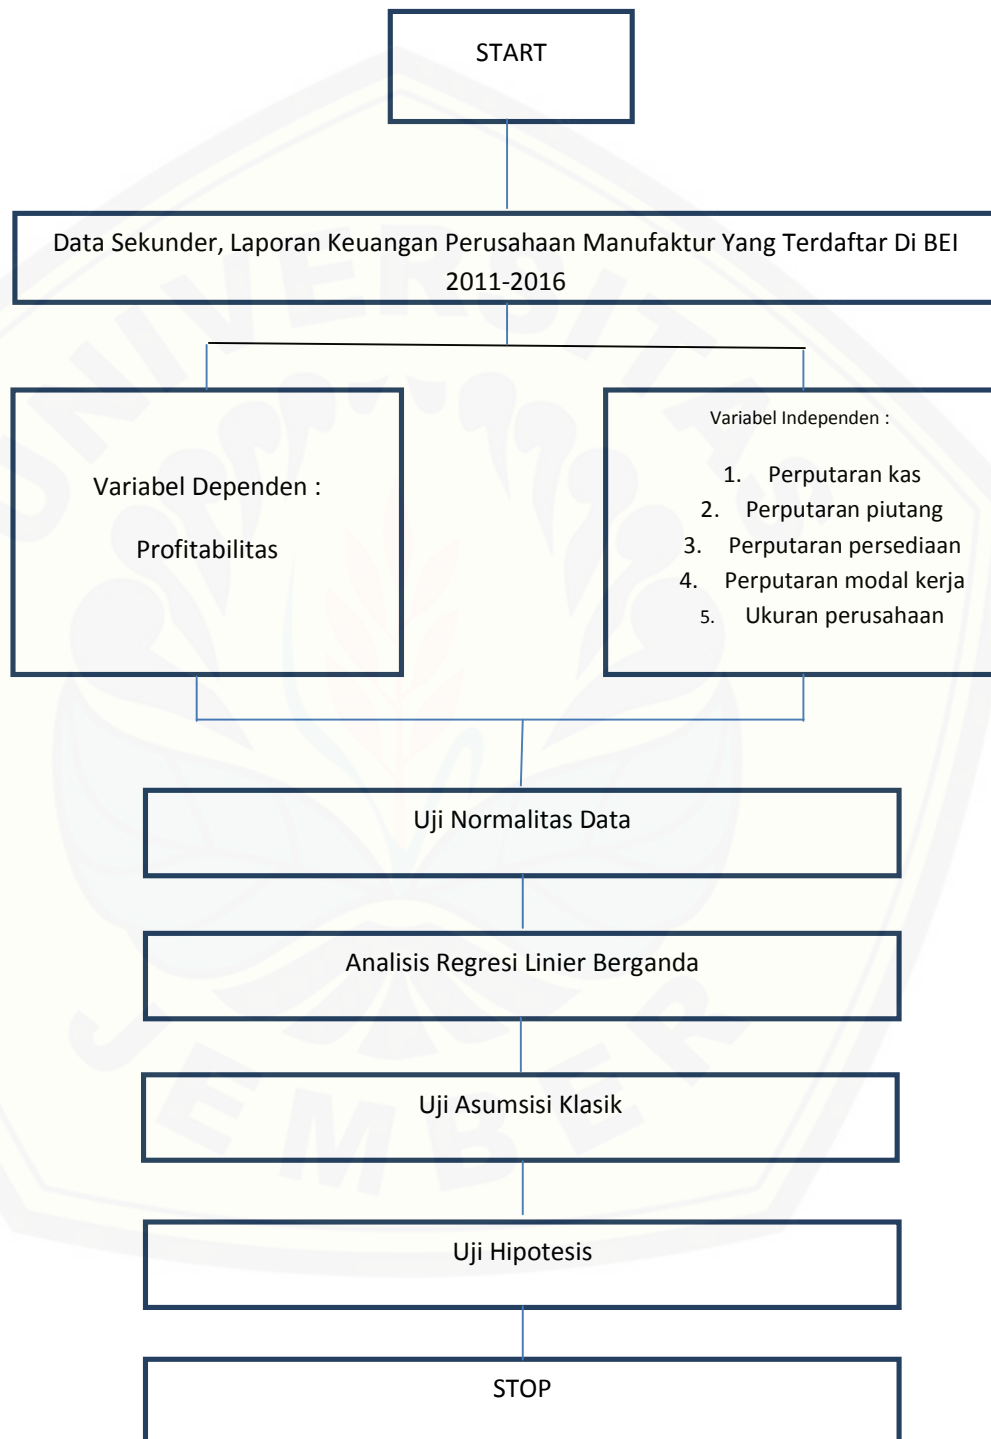 START
Data Sekunder, Laporan Keuangan Perusahaan Manufaktur Yang Terdaftar Di BEI
2011-2016
Variabel Dependen :
Profitabilitas
Variabel Independen :
1. Perputaran kas
2. Perputaran piutang
3. Perputaran persediaan
4. Perputaran modal kerja
5. Ukuran perusahaan
Uji Normalitas Data
Analisis Regresi Linier Berganda
Uji Asumsisi Klasik
Uji Hipotesis
STOP
UNIVERSITAS
JEMBER